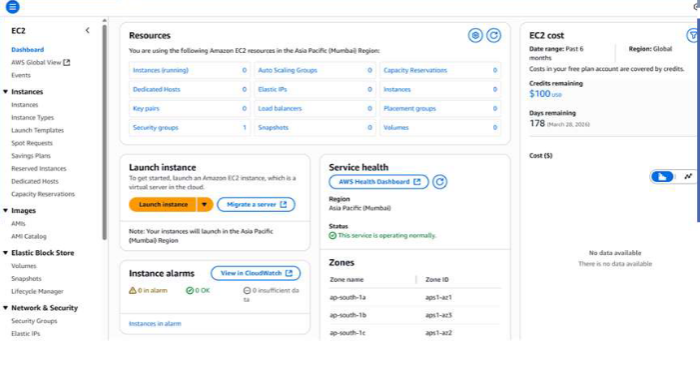 EC2
Dashboard
AWS Global View
Events
Instances
Instances
Instance Types
Launch Templates
Spot Requests
Savings Plans
Reserved Instances
Dedicated Hosts
Capacity Reservations
Images
AMIs
AMI Catalog
Elastic Block Store
Volumes
Snapshots
Lifecycle Manager
Network & Security
Security Groups
Elastic IPs
Resources
You are using the following Amazon EC2 resources in the Asia Pacific (Mumbai) Region:
Instances (running) 0 Auto Scaling Groups 0 Capacity Reservations 0
Dedicated Hosts 0 Elastic IPs 0 Instances 0
Key pairs 0 Load balancers 0 Placement groups 0
Security groups 1 Snapshots 0 Volumes 0
Launch instance
To get started, launch an Amazon EC2 instance, which is a
virtual server in the cloud.
Launch instance Migrate a server
Note: Your instances will launch in the Asia Pacific
(Mumbai) Region
Instance alarms View in CloudWatch
0 in alarm 0 OK 0 insufficient da
ta
Instances in alarm
Service health
AWS Health Dashboard
Region
Asia Pacific (Mumbai)
Status
This service is operating normally.
Zones
Zone name Zone ID
ap-south-1a aps1-az1
ap-south-1b aps1-az3
ap-south-1c aps1-az2
EC2 cost
Date range: Past 6 Region: Global
months
Costs in your free plan account are covered by credits.
Credits remaining
$100 USD
Days remaining
178 (March 28, 2026)
Cost ($)
No data available
There is no data available